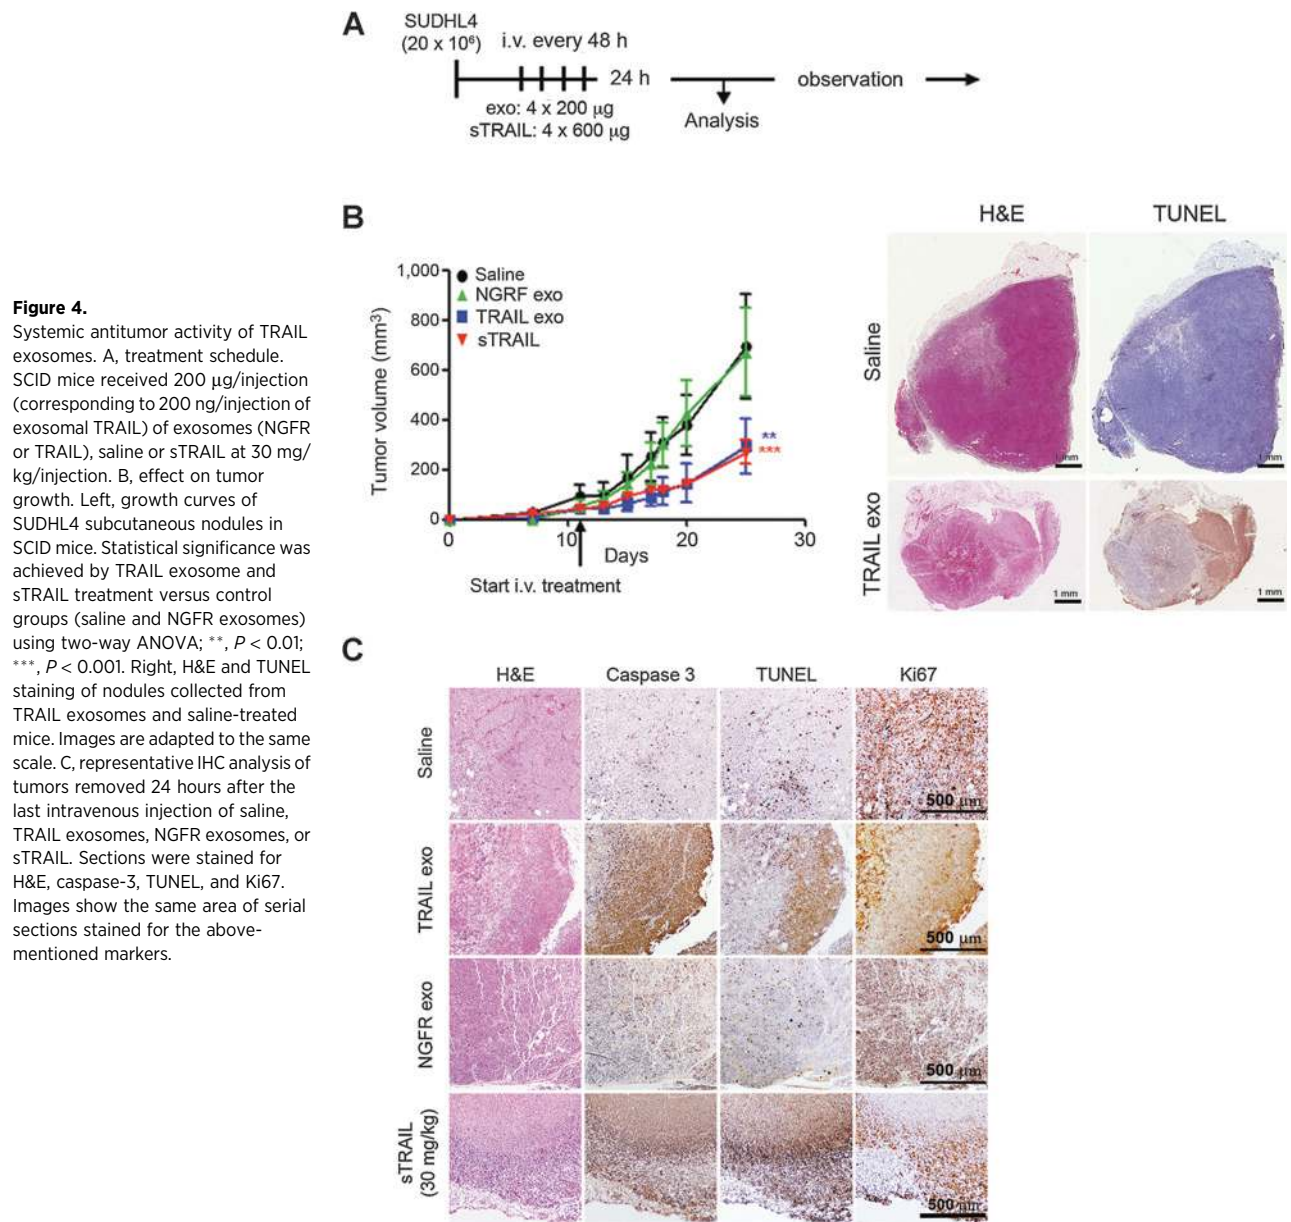 Figure 4.
Systemic antitumor activity of TRAIL
exosomes. A, treatment schedule.
SCID mice received 200 μg/injection
(corresponding to 200 ng/injection of
exosomal TRAIL) of exosomes (NGFR
or TRAIL), saline or sTRAIL at 30 mg/
kg/injection. B, effect on tumor
growth. Left, growth curves of
SUDHL4 subcutaneous nodules in
SCID mice. Statistical significance was
achieved by TRAIL exosome and
sTRAIL treatment versus control
groups (saline and NGFR exosomes)
using two-way ANOVA; **, P < 0.01;
***, P < 0.001. Right, H&E and TUNEL
staining of nodules collected from
TRAIL exosomes and saline-treated
mice. Images are adapted to the same
scale. C, representative IHC analysis of
tumors removed 24 hours after the
last intravenous injection of saline,
TRAIL exosomes, NGFR exosomes, or
sTRAIL. Sections were stained for
H&E, caspase-3, TUNEL, and Ki67.
Images show the same area of serial
sections stained for the above-
mentioned markers.
A
SUDHL4
(20 x 10⁶)
i.v. every 48 h
24 h
observation
exo: 4 x 200 μg
sTRAIL: 4 x 600 μg
Analysis
B
Tumor volume (mm³)
1,000
800
600
400
200
0
Saline
NGRF exo
TRAIL exo
sTRAIL
**
***
0
10
20
30
Days
Start i.v. treatment
H&E
TUNEL
Saline
1 mm
1 mm
TRAIL exo
1 mm
1 mm
C
H&E
Caspase 3
TUNEL
Ki67
Saline
500 μm
TRAIL exo
500 μm
NGFR exo
500 μm
sTRAIL
(30 mg/kg)
500 μm